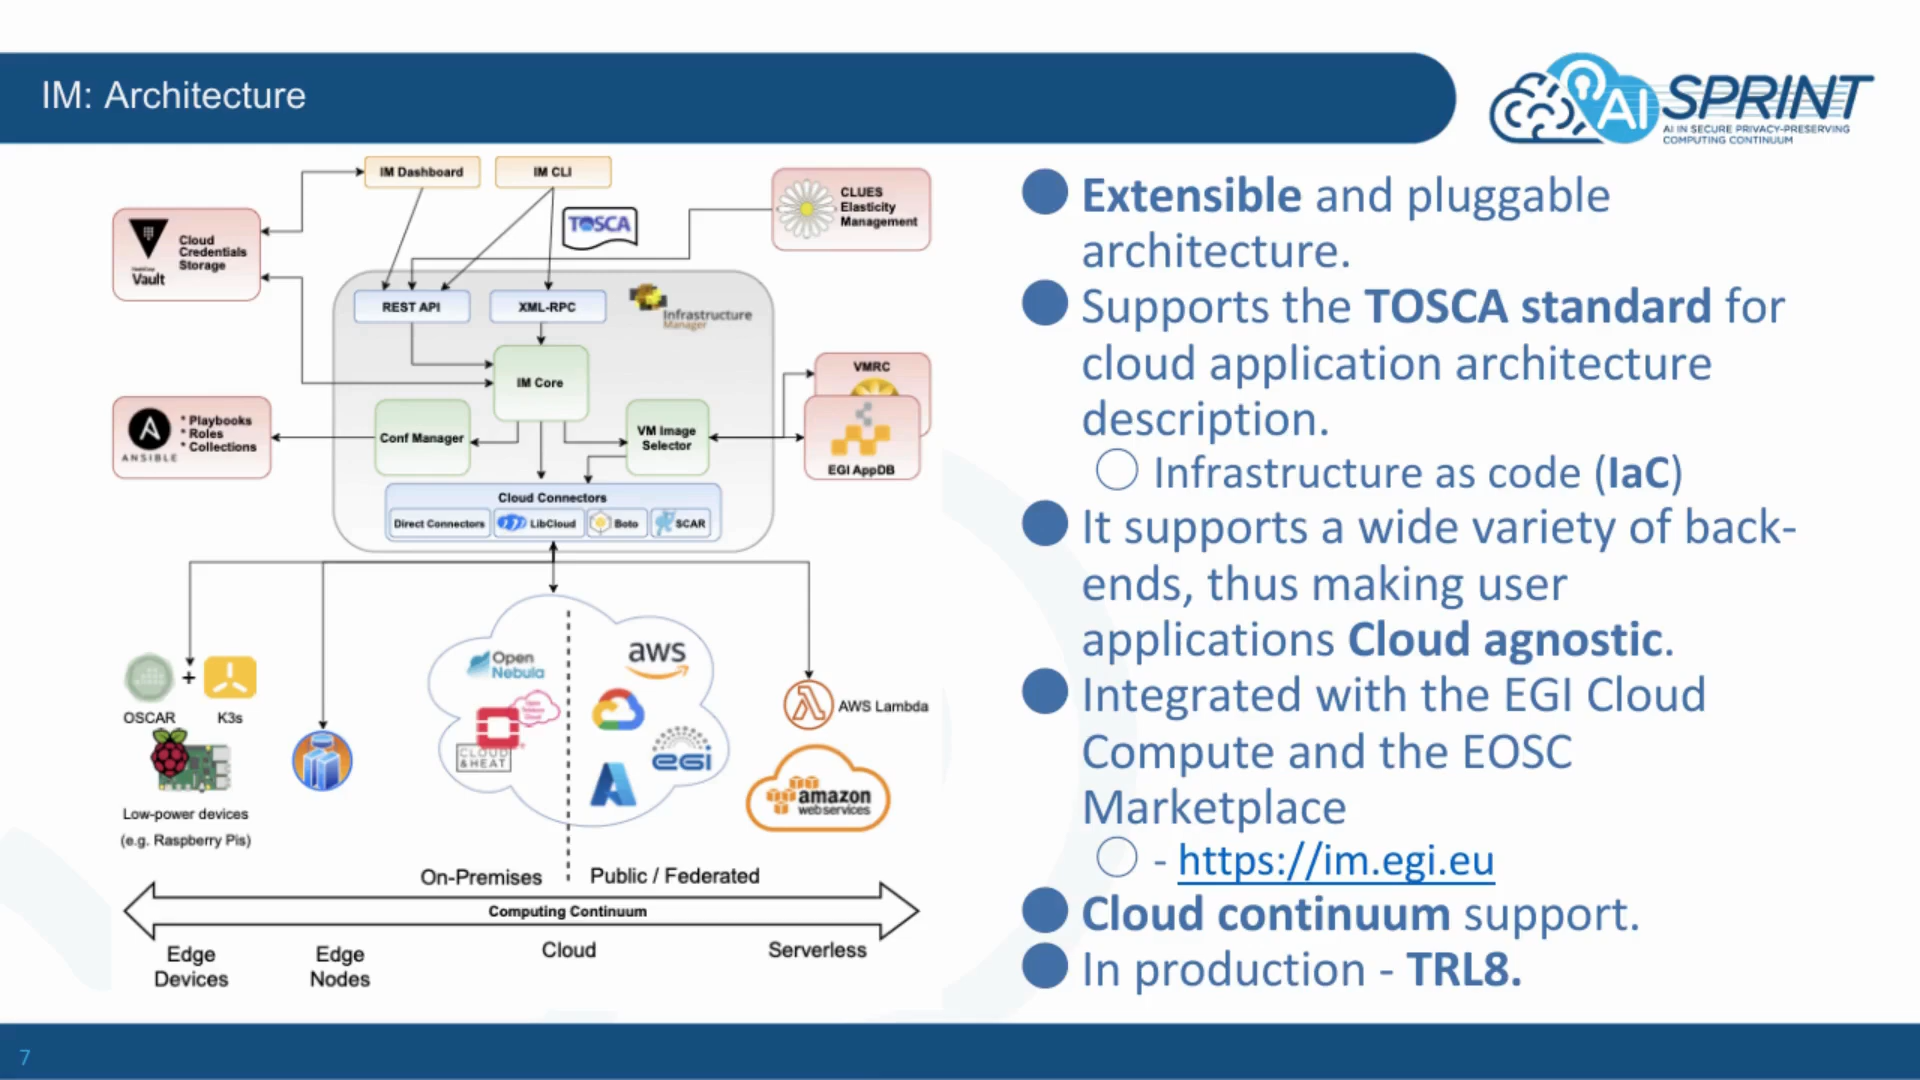 IM: Architecture
AI SPRINT
AI IN SECURE PRIVACY-PRESERVING
COMPUTING CONTINUUM
IM Dashboard
IM CLI
TOSCA
CLUES
Elasticity
Management
Vault
Cloud
Credentials
Storage
REST API
XML-RPC
Infrastructure
Manager
IM Core
Conf Manager
VM Image
Selector
VMRC
EGI AppDB
ANSIBLE
* Playbooks
* Roles
* Collections
Cloud Connectors
Direct Connectors
LibCloud
Boto
SCAR
OSCAR
+
K3s
Low-power devices
(e.g. Raspberry Pis)
Open
Nebula
Open
Telekom
Cloud
CLOUD
&HEAT
aws
egi
AWS Lambda
amazon
web services
On-Premises
Public / Federated
Computing Continuum
Edge
Devices
Edge
Nodes
Cloud
Serverless
Extensible and pluggable
architecture.
Supports the TOSCA standard for
cloud application architecture
description.
Infrastructure as code (IaC)
It supports a wide variety of back-
ends, thus making user
applications Cloud agnostic.
Integrated with the EGI Cloud
Compute and the EOSC
Marketplace
- https://im.egi.eu
Cloud continuum support.
In production - TRL8.
7